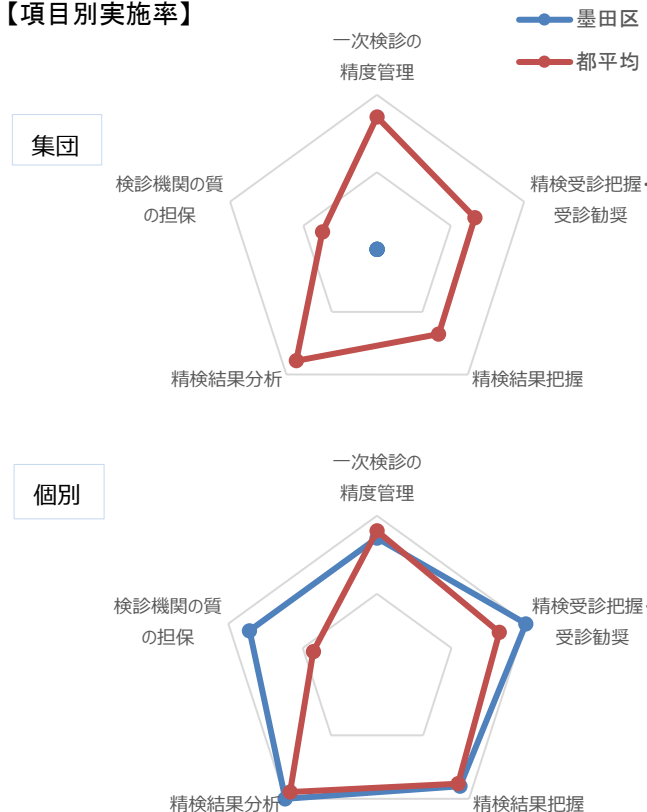 【項目別実施率】
墨田区
都平均
集団
一次検診の
精度管理
精検受診把握・
受診勧奨
精検結果把握
精検結果分析
検診機関の質
の担保
個別
一次検診の
精度管理
精検受診把握・
受診勧奨
精検結果把握
精検結果分析
検診機関の質
の担保